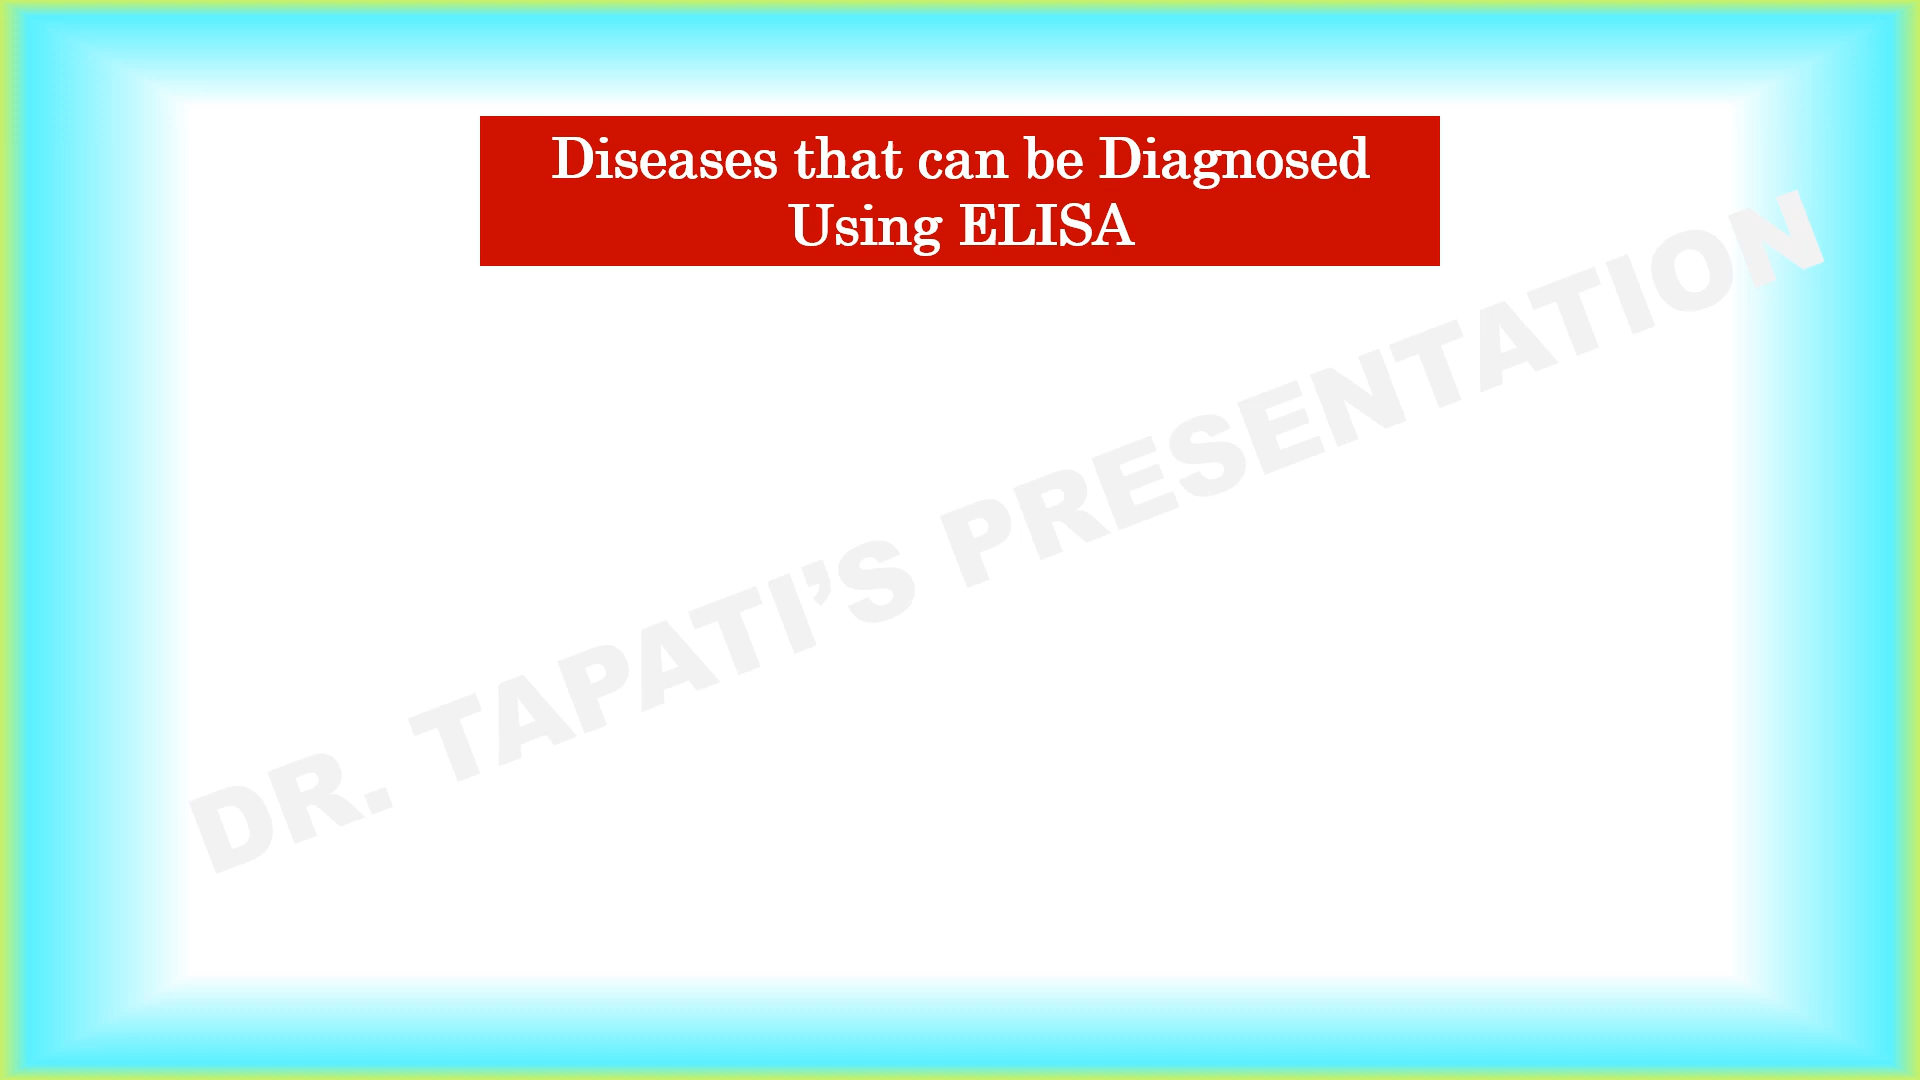 Diseases that can be Diagnosed
Using ELISA
DR. TAPATI’S PRESENTATION